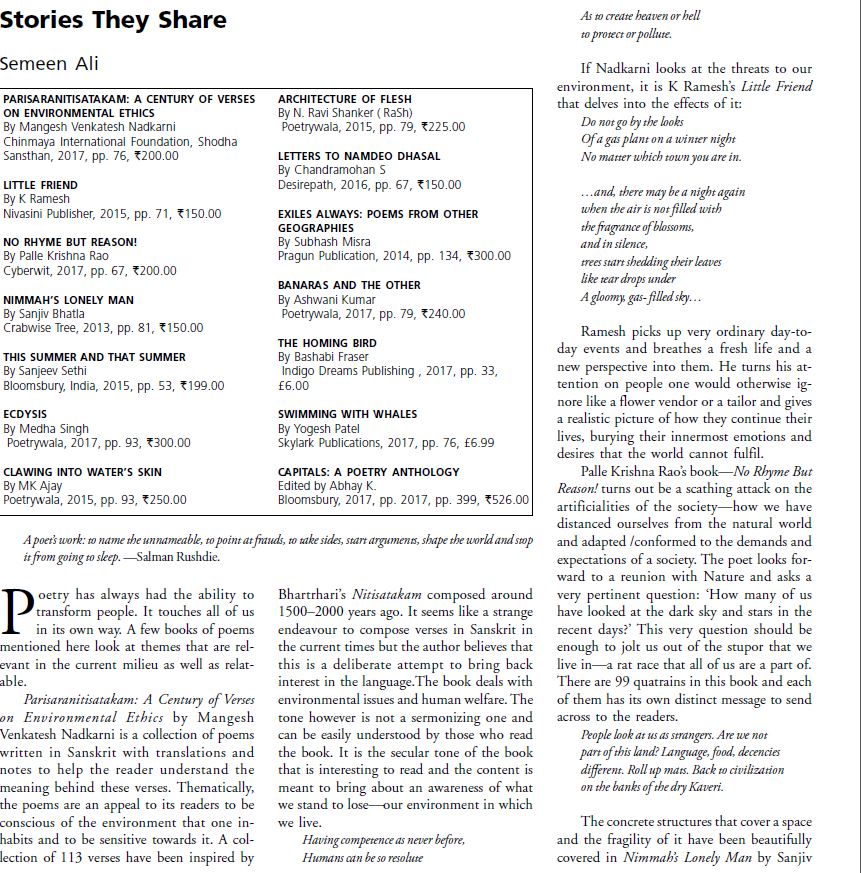 Stories They Share
Semeen Ali
PARISARANITISATAKAM: A CENTURY OF VERSES
ON ENVIRONMENTAL ETHICS
By Mangesh Venkatesh Nadkarni
Chinmaya International Foundation, Shodha
Sansthan, 2017, pp. 76, ₹200.00
LITTLE FRIEND
By K Ramesh
Nivasini Publisher, 2015, pp. 71, ₹150.00
NO RHYME BUT REASON!
By Palle Krishna Rao
Cyberwit, 2017, pp. 67, ₹200.00
NIMMAH'S LONELY MAN
By Sanjiv Bhatla
Crabwise Tree, 2013, pp. 81, ₹150.00
THIS SUMMER AND THAT SUMMER
By Sanjeev Sethi
Bloomsbury, India, 2015, pp. 53, ₹199.00
ECDYSIS
By Medha Singh
Poetrywala, 2017, pp. 93, ₹300.00
CLAWING INTO WATER'S SKIN
By MK Ajay
Poetrywala, 2015, pp. 93, ₹250.00
ARCHITECTURE OF FLESH
By N. Ravi Shanker ( RaSh)
Poetrywala, 2015, pp. 79, ₹225.00
LETTERS TO NAMDEO DHASAL
By Chandramohan S
Desirepath, 2016, pp. 67, ₹150.00
EXILES ALWAYS: POEMS FROM OTHER
GEOGRAPHIES
By Subhash Misra
Pragun Publication, 2014, pp. 134, ₹300.00
BANARAS AND THE OTHER
By Ashwani Kumar
Poetrywala, 2017, pp. 79, ₹240.00
THE HOMING BIRD
By Bashabi Fraser
Indigo Dreams Publishing , 2017, pp. 33,
£6.00
SWIMMING WITH WHALES
By Yogesh Patel
Skylark Publications, 2017, pp. 76, £6.99
CAPITALS: A POETRY ANTHOLOGY
Edited by Abhay K.
Bloomsbury, 2017, pp. 2017, pp. 399, ₹526.00
A poet's work: to name the unnameable, to point at frauds, to take sides, start arguments, shape the world and stop
it from going to sleep. —Salman Rushdie.
Poetry has always had the ability to
transform people. It touches all of us
in its own way. A few books of poems
mentioned here look at themes that are rel-
evant in the current milieu as well as relat-
able.
Parisaranitisatakam: A Century of Verses
on Environmental Ethics by Mangesh
Venkatesh Nadkarni is a collection of poems
written in Sanskrit with translations and
notes to help the reader understand the
meaning behind these verses. Thematically,
the poems are an appeal to its readers to be
conscious of the environment that one in-
habits and to be sensitive towards it. A col-
lection of 113 verses have been inspired by
Bhartrhari's Nitisatakam composed around
1500–2000 years ago. It seems like a strange
endeavour to compose verses in Sanskrit in
the current times but the author believes that
this is a deliberate attempt to bring back
interest in the language.The book deals with
environmental issues and human welfare. The
tone however is not a sermonizing one and
can be easily understood by those who read
the book. It is the secular tone of the book
that is interesting to read and the content is
meant to bring about an awareness of what
we stand to lose—our environment in which
we live.
Having competence as never before,
Humans can be so resolute
As to create heaven or hell
to protect or pollute.
If Nadkarni looks at the threats to our
environment, it is K Ramesh's Little Friend
that delves into the effects of it:
Do not go by the looks
Of a gas plant on a winter night
No matter which town you are in.
…and, there may be a night again
when the air is not filled with
the fragrance of blossoms,
and in silence,
trees start shedding their leaves
like tear drops under
A gloomy, gas- filled sky…
Ramesh picks up very ordinary day-to-
day events and breathes a fresh life and a
new perspective into them. He turns his at-
tention on people one would otherwise ig-
nore like a flower vendor or a tailor and gives
a realistic picture of how they continue their
lives, burying their innermost emotions and
desires that the world cannot fulfil.
Palle Krishna Rao's book—No Rhyme But
Reason! turns out be a scathing attack on the
artificialities of the society—how we have
distanced ourselves from the natural world
and adapted /conformed to the demands and
expectations of a society. The poet looks for-
ward to a reunion with Nature and asks a
very pertinent question: 'How many of us
have looked at the dark sky and stars in the
recent days?' This very question should be
enough to jolt us out of the stupor that we
live in—a rat race that all of us are a part of.
There are 99 quatrains in this book and each
of them has its own distinct message to send
across to the readers.
People look at us as strangers. Are we not
part of this land? Language, food, decencies
different. Roll up mats. Back to civilization
on the banks of the dry Kaveri.
The concrete structures that cover a space
and the fragility of it have been beautifully
covered in Nimmah's Lonely Man by Sanjiv